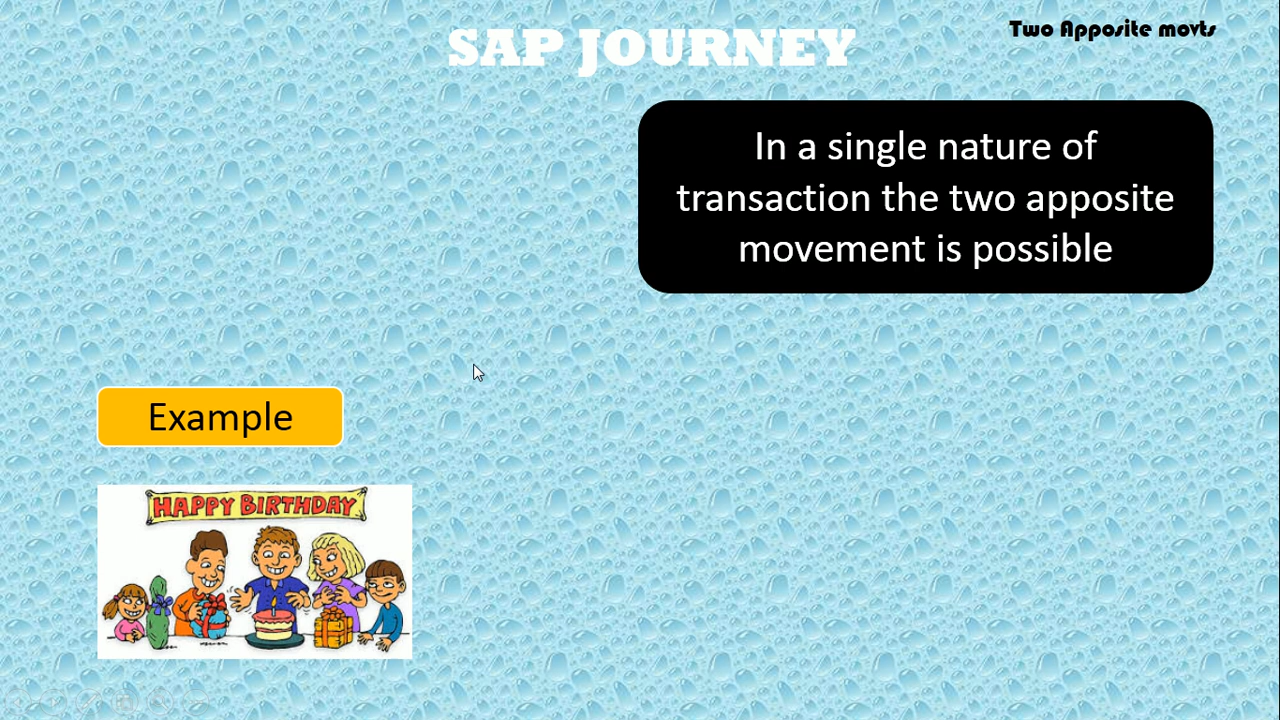 SAP JOURNEY
Two Apposite movts
In a single nature of
transaction the two apposite
movement is possible
Example
HAPPY BIRTHDAY